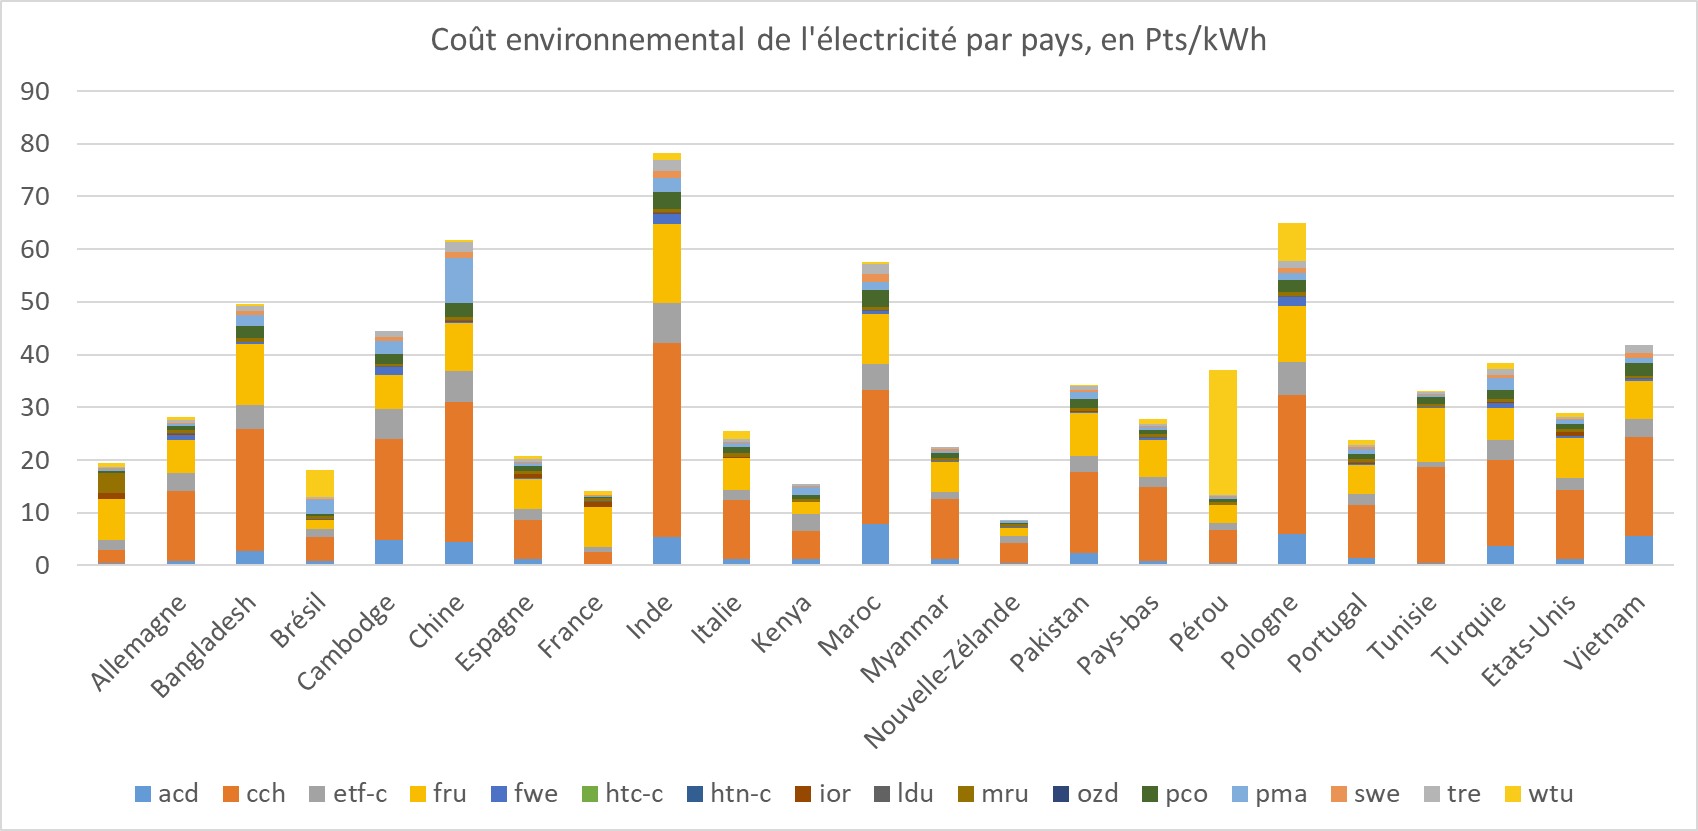 Coût environnemental de l'électricité par pays, en Pts/kWh
90
80
70
60
50
40
30
20
10
0
Allemagne
Bangladesh
Brésil
Cambodge
Chine
Espagne
France
Inde
Italie
Kenya
Maroc
Myanmar
Nouvelle-Zélande
Pakistan
Pays-bas
Pérou
Pologne
Portugal
Tunisie
Turquie
Etats-Unis
Vietnam
acd cch etf-c fru fwe htc-c htn-c ior ldu mru ozd pco pma swe tre wtu